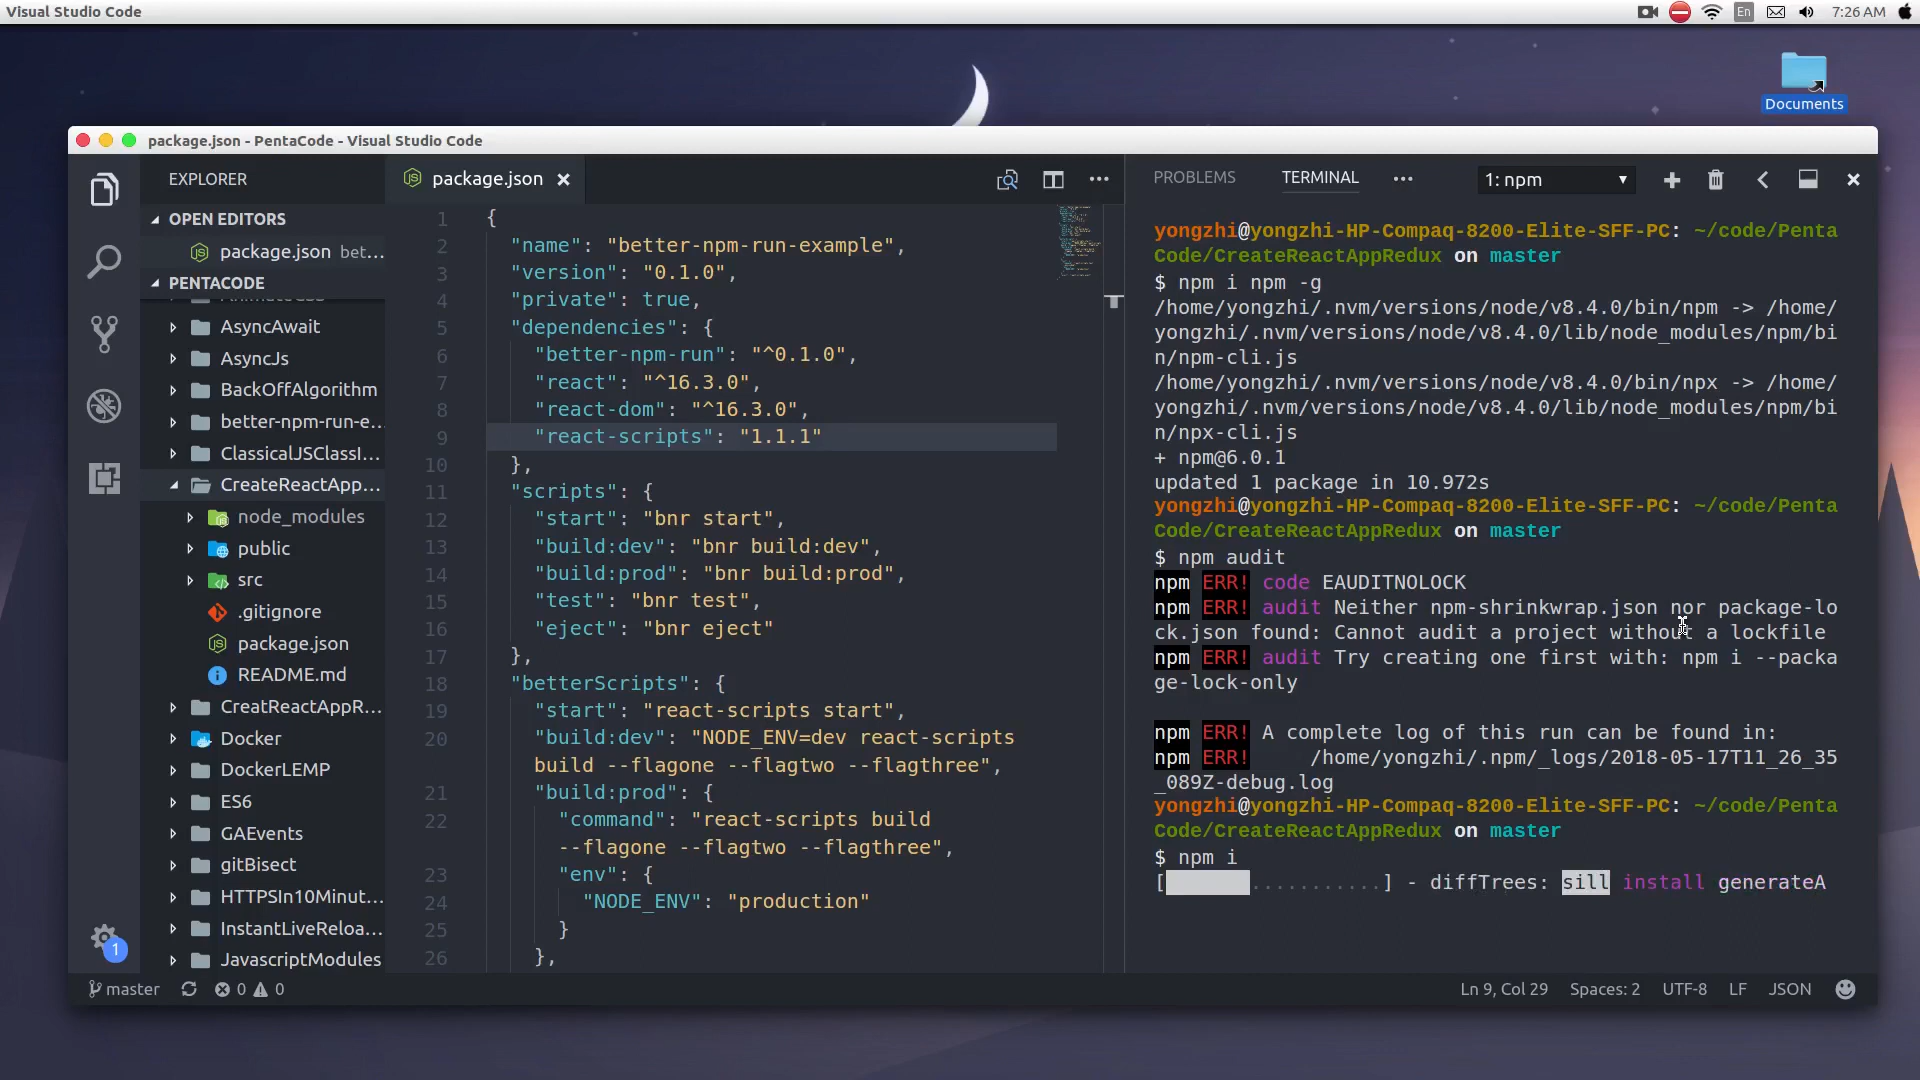 Visual Studio Code
En
7:26 AM
Documents
package.json - PentaCode - Visual Studio Code
EXPLORER
OPEN EDITORS
package.json bet...
PENTACODE
AsyncAwait
AsyncJs
BackOffAlgorithm
better-npm-run-e...
ClassicalJSClassI...
CreateReactApp...
node_modules
public
src
.gitignore
package.json
README.md
CreatReactAppR...
Docker
DockerLEMP
ES6
GAEvents
gitBisect
HTTPSIn10Minut...
InstantLiveReloa...
JavascriptModules
1
package.json
1 {
2 "name": "better-npm-run-example",
3 "version": "0.1.0",
4 "private": true,
5 "dependencies": {
6 "better-npm-run": "^0.1.0",
7 "react": "^16.3.0",
8 "react-dom": "^16.3.0",
9 "react-scripts": "1.1.1"
10 },
11 "scripts": {
12 "start": "bnr start",
13 "build:dev": "bnr build:dev",
14 "build:prod": "bnr build:prod",
15 "test": "bnr test",
16 "eject": "bnr eject"
17 },
18 "betterScripts": {
19 "start": "react-scripts start",
20 "build:dev": "NODE_ENV=dev react-scripts
build --flagone --flagtwo --flagthree",
21 "build:prod": {
22 "command": "react-scripts build
--flagone --flagtwo --flagthree",
23 "env": {
24 "NODE_ENV": "production"
25 }
26 },
PROBLEMS TERMINAL
1: npm
yongzhi@yongzhi-HP-Compaq-8200-Elite-SFF-PC: ~/code/Penta
Code/CreateReactAppRedux on master
$ npm i npm -g
/home/yongzhi/.nvm/versions/node/v8.4.0/bin/npm -> /home/
yongzhi/.nvm/versions/node/v8.4.0/lib/node_modules/npm/bi
n/npm-cli.js
/home/yongzhi/.nvm/versions/node/v8.4.0/bin/npx -> /home/
yongzhi/.nvm/versions/node/v8.4.0/lib/node_modules/npm/bi
n/npx-cli.js
+ npm@6.0.1
updated 1 package in 10.972s
yongzhi@yongzhi-HP-Compaq-8200-Elite-SFF-PC: ~/code/Penta
Code/CreateReactAppRedux on master
$ npm audit
npm ERR! code EAUDITNOLOCK
npm ERR! audit Neither npm-shrinkwrap.json nor package-lo
ck.json found: Cannot audit a project without a lockfile
npm ERR! audit Try creating one first with: npm i --packa
ge-lock-only
npm ERR! A complete log of this run can be found in:
npm ERR! /home/yongzhi/.npm/_logs/2018-05-17T11_26_35
_089Z-debug.log
yongzhi@yongzhi-HP-Compaq-8200-Elite-SFF-PC: ~/code/Penta
Code/CreateReactAppRedux on master
$ npm i
[ ...........] - diffTrees: sill install generateA
master 0 0
Ln 9, Col 29 Spaces: 2 UTF-8 LF JSON